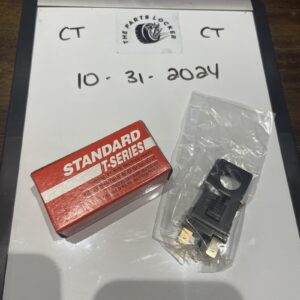 CT
THE PARTS LOCKER
CT
10-31-2024
STANDARD
T-SERIES